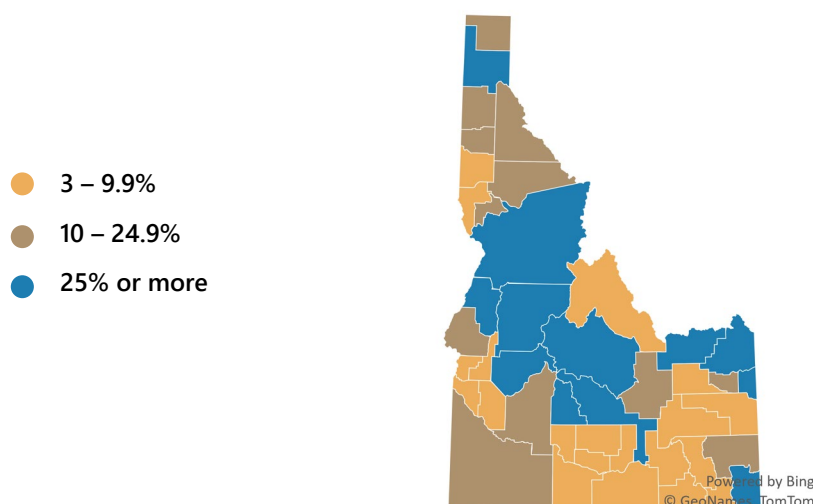 3 – 9.9%
10 – 24.9%
25% or more
Powered by Bing
© GeoNames, TomTom